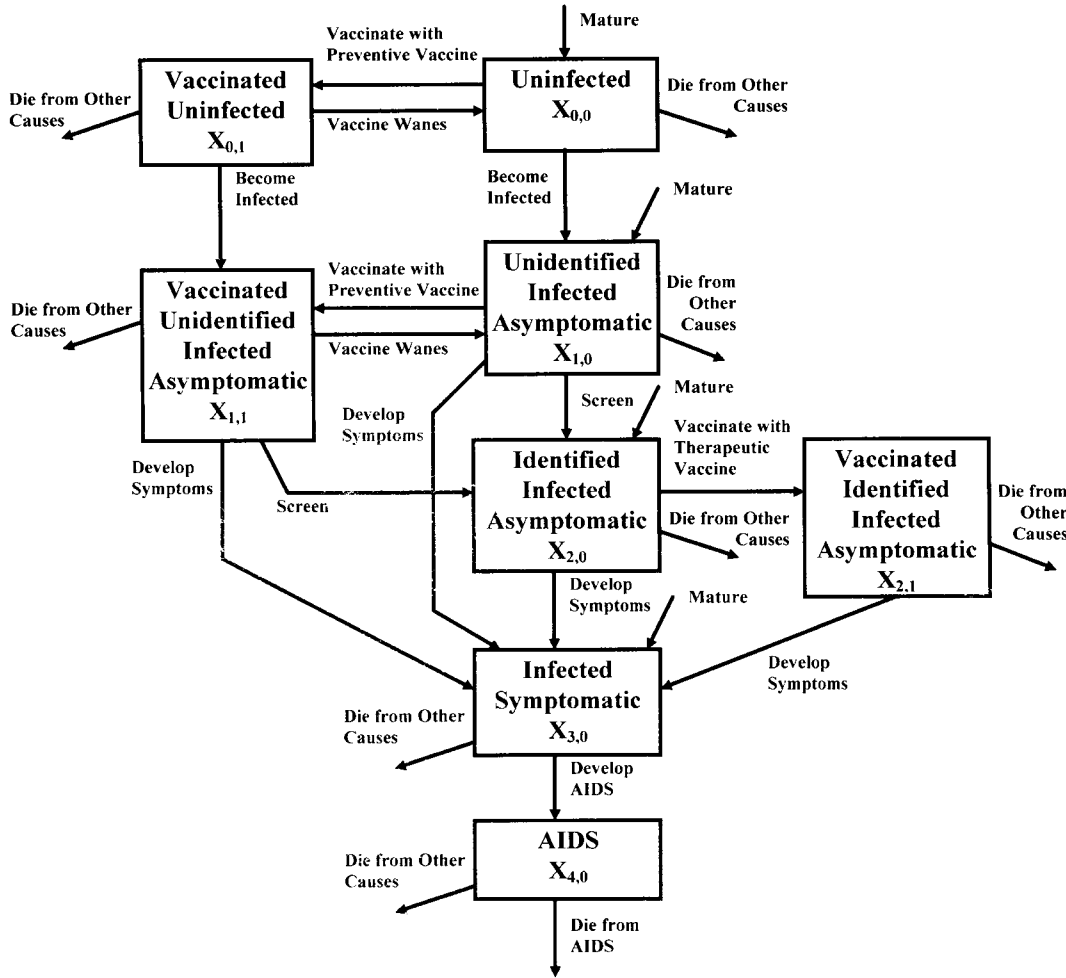 Mature
Vaccinate with
Preventive Vaccine
Vaccinated
Uninfected
X0,1
Uninfected
X0,0
Die from Other
Causes
Die from Other
Causes
Vaccine Wanes
Become
Infected
Become
Infected
Mature
Vaccinate with
Preventive Vaccine
Unidentified
Infected
Asymptomatic
X1,0
Die from
Other
Causes
Vaccinated
Unidentified
Infected
Asymptomatic
X1,1
Die from Other
Causes
Vaccine Wanes
Mature
Screen
Develop
Symptoms
Vaccinate with
Therapeutic
Vaccine
Identified
Infected
Asymptomatic
X2,0
Vaccinated
Identified
Infected
Asymptomatic
X2,1
Develop
Symptoms
Screen
Die from
Other
Causes
Die from Other
Causes
Develop
Symptoms
Mature
Infected
Symptomatic
X3,0
Develop
Symptoms
Die from Other
Causes
Develop
AIDS
AIDS
X4,0
Die from Other
Causes
Die from
AIDS